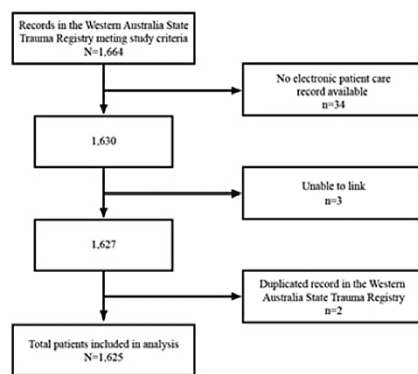 Records in the Western Australia State
Trauma Registry meting study criteria
N=1,664
No electronic patient care
record available
n=34
1,630
Unable to link
n=3
1,627
Duplicated record in the Western
Australia State Trauma Registry
n=2
Total patients included in analysis
N=1,625